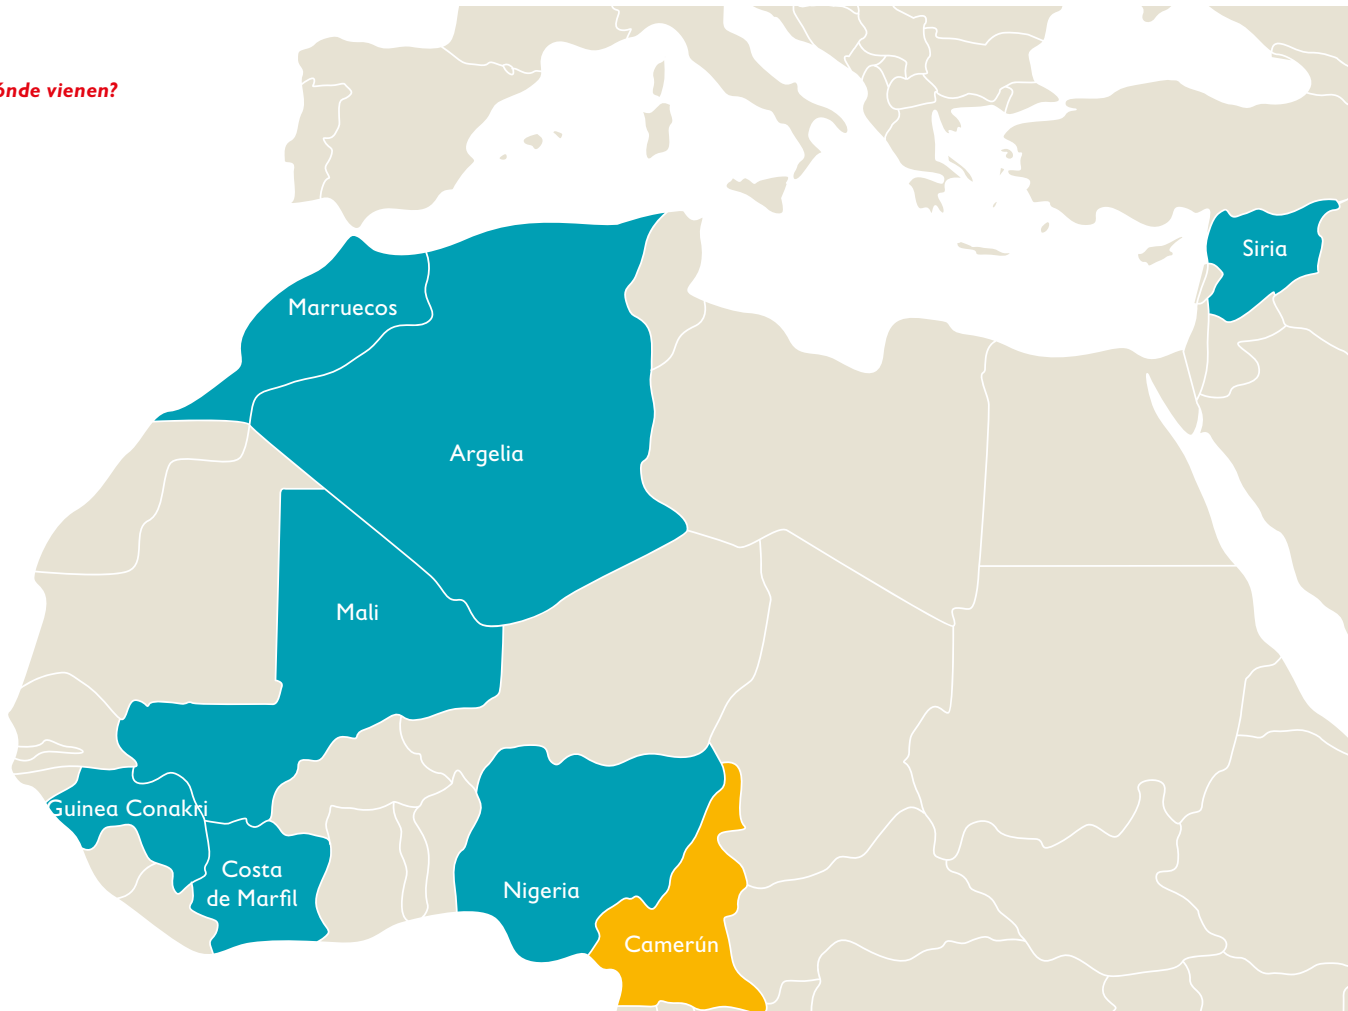 ónde vienen?
Siria
Marruecos
Argelia
Mali
Guinea Conakri
Costa
de Marfil
Nigeria
Camerún